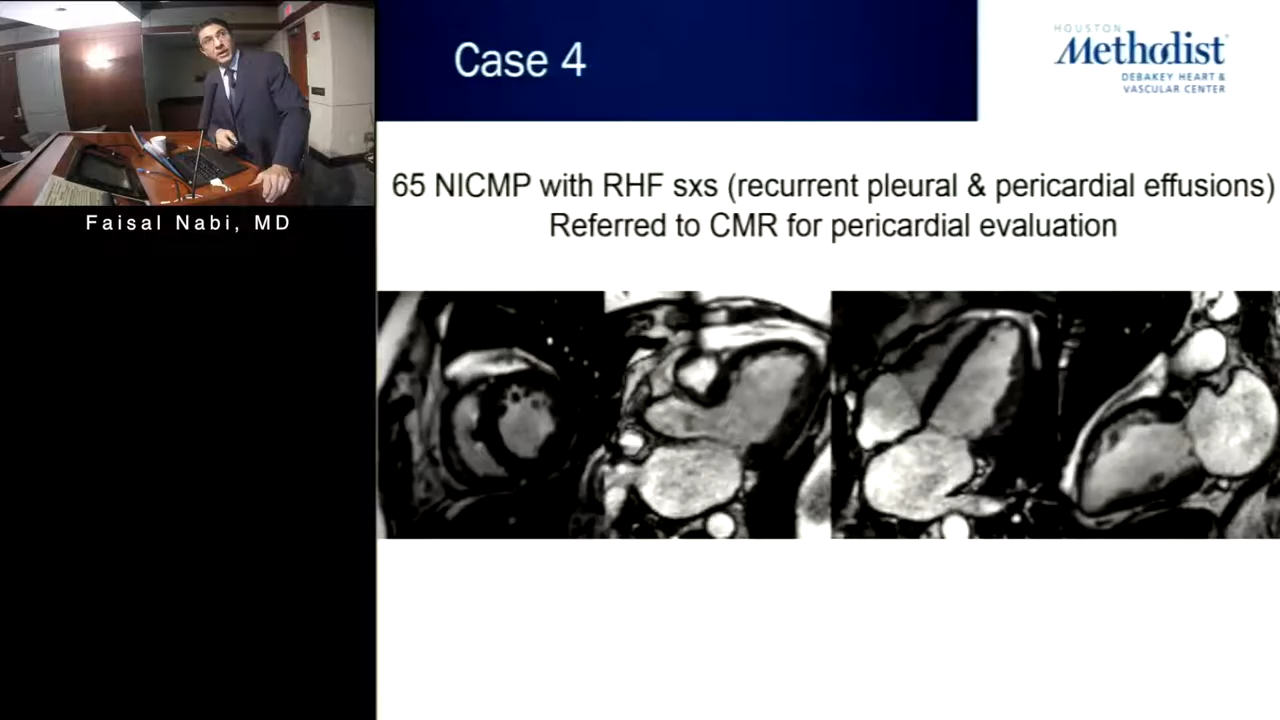 Case 4
HOUSTON
Methodist
DEBAKEY HEART &
VASCULAR CENTER
65 NICMP with RHF sxs (recurrent pleural & pericardial effusions)
Referred to CMR for pericardial evaluation
Faisal Nabi, MD